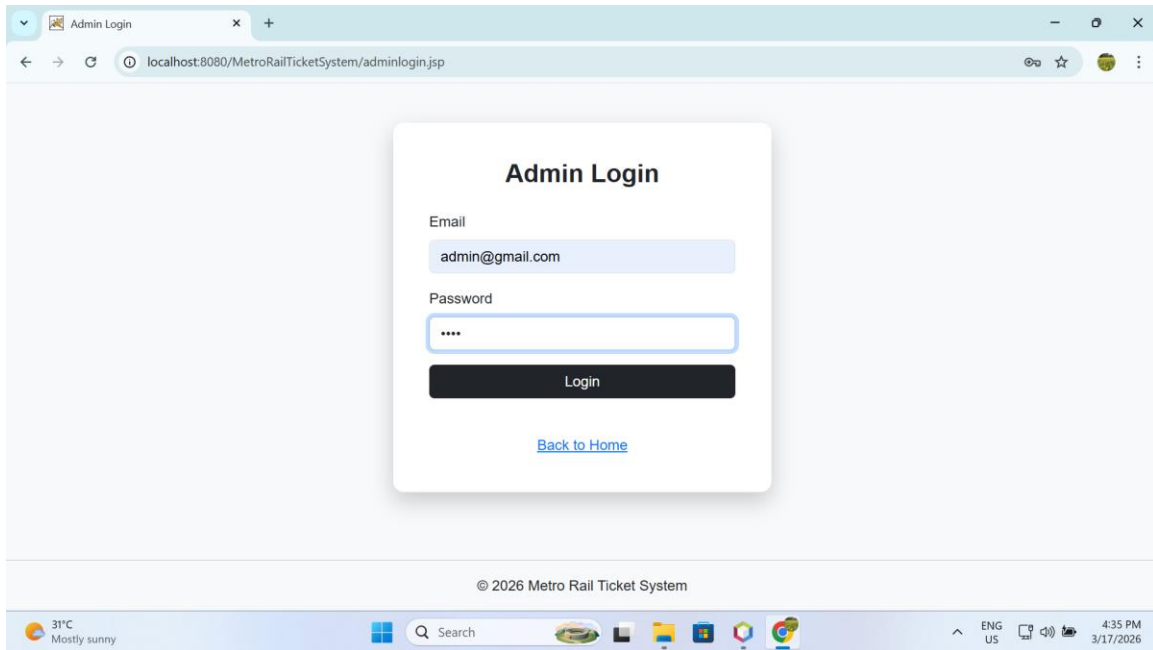 Admin Login
localhost:8080/MetroRailTicketSystem/adminlogin.jsp
Admin Login
Email
admin@gmail.com
Password
••••
Login
Back to Home
© 2026 Metro Rail Ticket System
31°C
Mostly sunny
Search
ENG
US
4:35 PM
3/17/2026